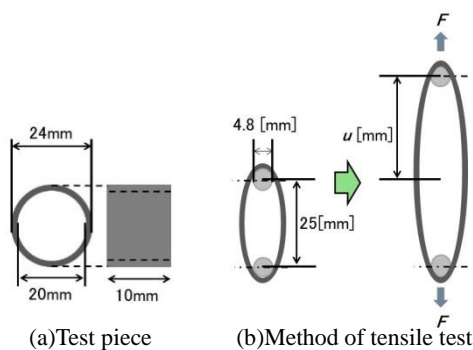 F
24mm
4.8 [mm]
u[mm]
25[mm]
20mm
10mm
F
(a)Test piece
(b)Method of tensile test